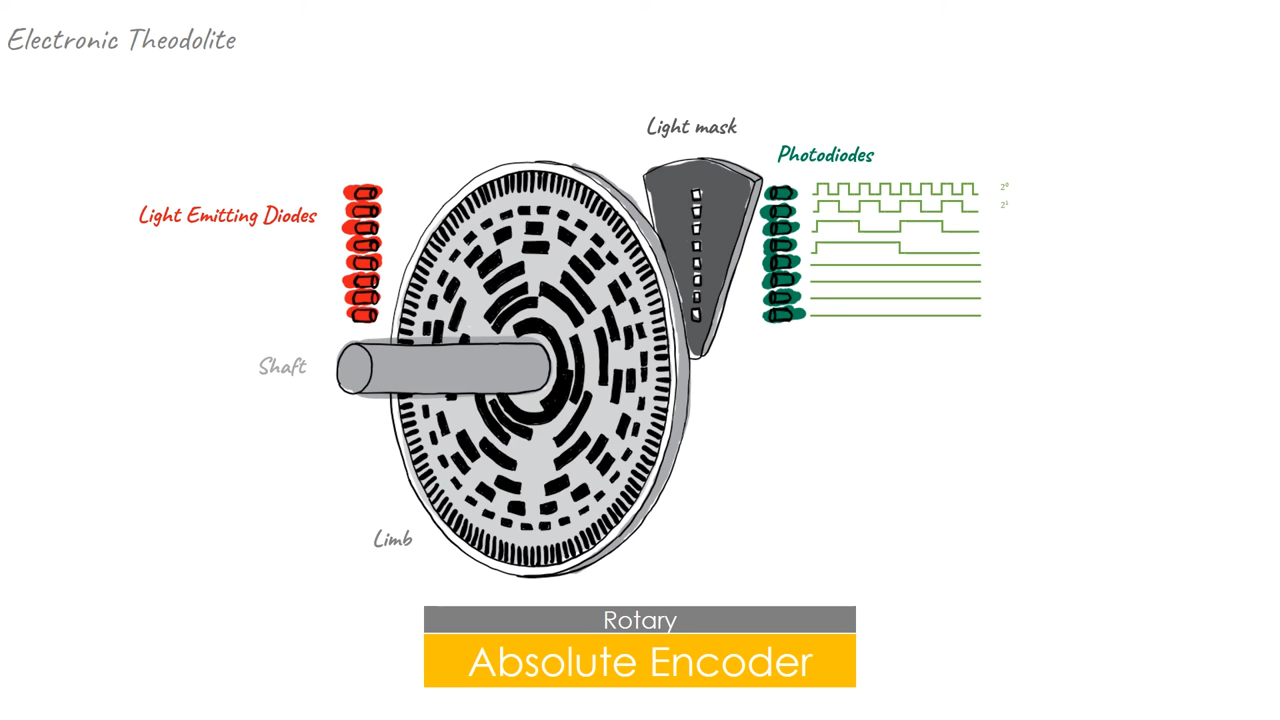 Electronic Theodolite
Light mask
Photodiodes
2⁰
2¹
Light Emitting Diodes
Shaft
Limb
Rotary
Absolute Encoder